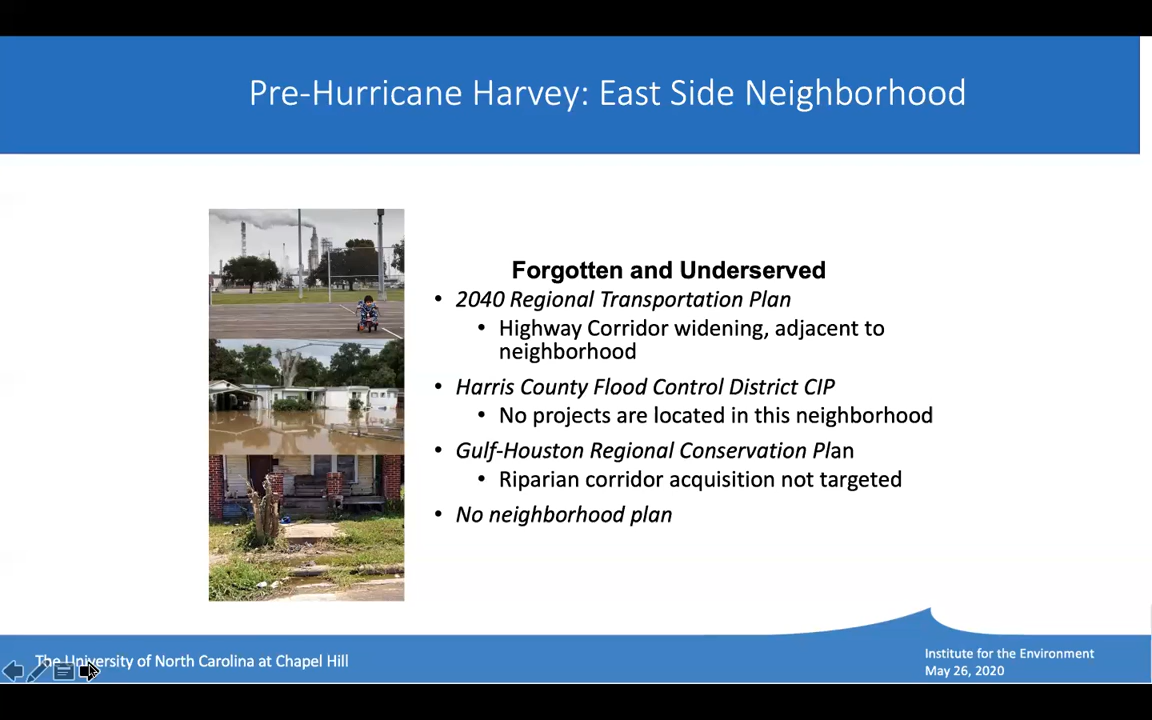 Pre-Hurricane Harvey: East Side Neighborhood
Forgotten and Underserved
• 2040 Regional Transportation Plan
• Highway Corridor widening, adjacent to
neighborhood
• Harris County Flood Control District CIP
• No projects are located in this neighborhood
• Gulf-Houston Regional Conservation Plan
• Riparian corridor acquisition not targeted
• No neighborhood plan
The University of North Carolina at Chapel Hill
Institute for the Environment
May 26, 2020